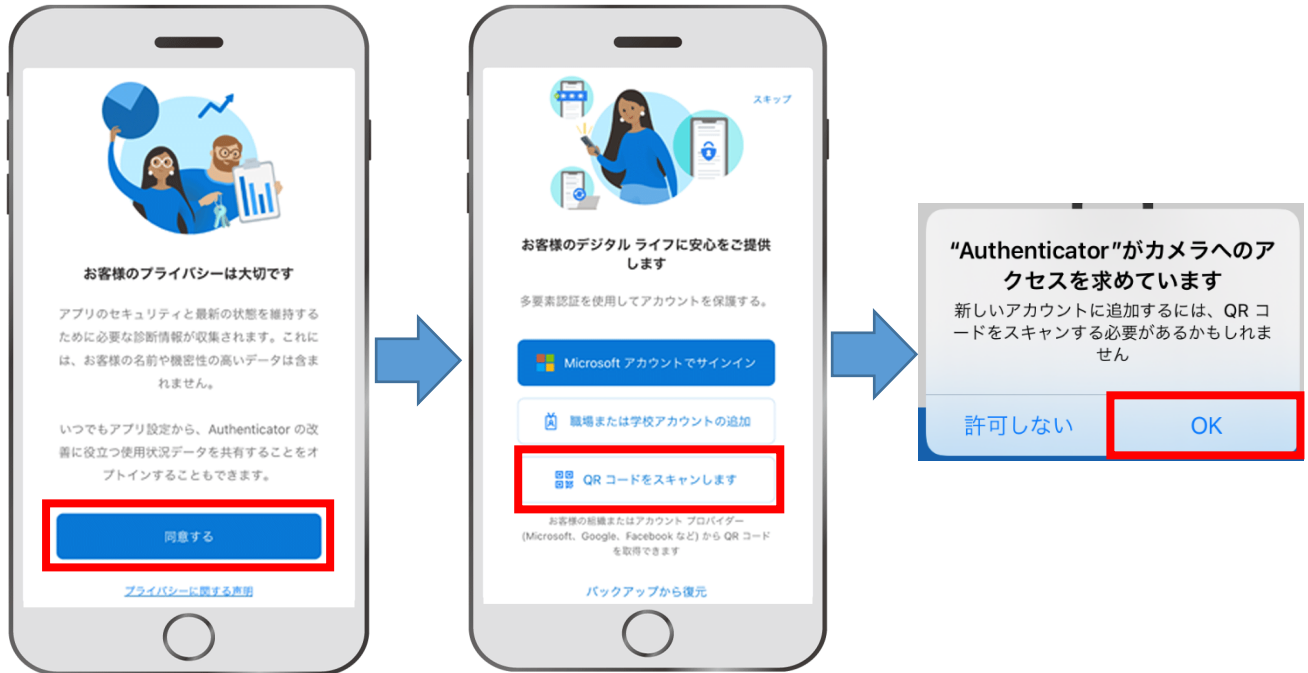 お客様のプライバシーは大切です
アプリのセキュリティと最新の状態を維持する
ために必要な診断情報が収集されます。これに
は、お客様の名前や機密性の高いデータは含ま
れません。
いつでもアプリ設定から、Authenticator の改
善に役立つ使用状況データを共有することをオ
プトインすることもできます。
同意する
プライバシーに関する声明
スキップ
お客様のデジタル ライフに安心をご提供
します
多要素認証を使用してアカウントを保護する。
Microsoft アカウントでサインイン
職場または学校アカウントの追加
QR コードをスキャンします
お客様の組織またはアカウント プロバイダー
(Microsoft、Google、Facebook など) から QR コード
を取得できます
バックアップから復元
“Authenticator”がカメラへのア
クセスを求めています
新しいアカウントに追加するには、QR コ
ードをスキャンする必要があるかもしれま
せん
許可しない
OK